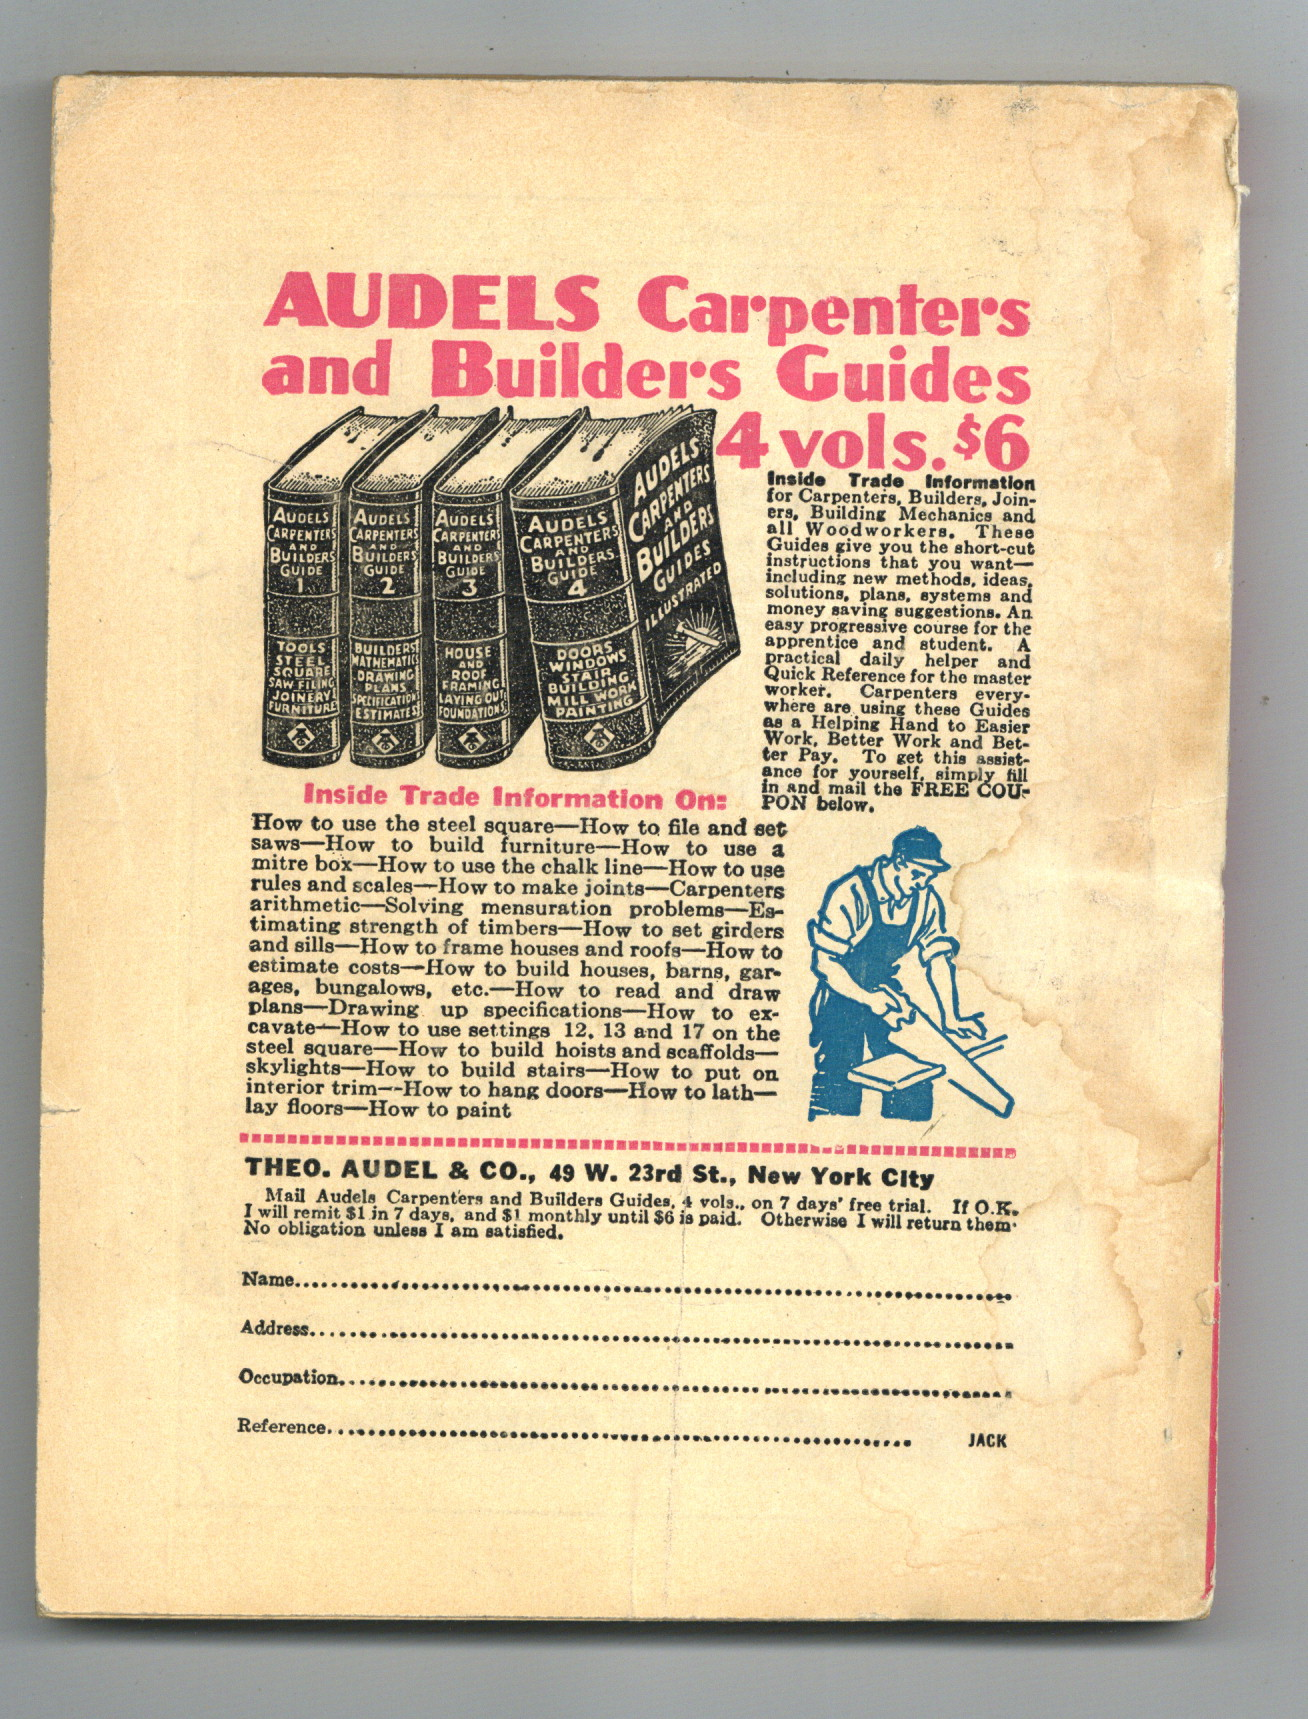 AUDELS Carpenters
and Builders Guides
4 vols. $6
AUDELS
CARPENTERS
AND
BUILDERS
GUIDE
1
TOOLS
STEEL
SQUARE
SAW FILING
JOINERY
FURNITURE
AUDELS
CARPENTERS
AND
BUILDERS
GUIDE
2
BUILDERS
MATHEMATICS
DRAWING
PLANS
SPECIFICATIONS
ESTIMATES
AUDELS
CARPENTERS
AND
BUILDERS
GUIDE
3
HOUSE
AND
ROOF
FRAMING
LAYING OUT
FOUNDATIONS
AUDELS
CARPENTERS
AND
BUILDERS
GUIDE
4
DOORS
WINDOWS
STAIR
BUILDING
MILL WORK
PAINTING
AUDELS
CARPENTERS
AND
BUILDERS
GUIDES
ILLUSTRATED
Inside Trade Information
for Carpenters, Builders, Join-
ers, Building Mechanics and
all Woodworkers. These
Guides give you the short-cut
instructions that you want—
including new methods, ideas,
solutions, plans, systems and
money saving suggestions. An
easy progressive course for the
apprentice and student. A
practical daily helper and
Quick Reference for the master
worker. Carpenters every-
where are using these Guides
as a Helping Hand to Easier
Work, Better Work and Bet-
ter Pay. To get this assist-
ance for yourself, simply fill
in and mail the FREE COU-
PON below.
Inside Trade Information On:
How to use the steel square—How to file and set
saws—How to build furniture—How to use a
mitre box—How to use the chalk line—How to use
rules and scales—How to make joints—Carpenters
arithmetic—Solving mensuration problems—Es-
timating strength of timbers—How to set girders
and sills—How to frame houses and roofs—How to
estimate costs—How to build houses, barns, gar-
ages, bungalows, etc.—How to read and draw
plans—Drawing up specifications—How to ex-
cavate—How to use settings 12, 13 and 17 on the
steel square—How to build hoists and scaffolds—
skylights—How to build stairs—How to put on
interior trim—How to hang doors—How to lath—
lay floors—How to paint
THEO. AUDEL & CO., 49 W. 23rd St., New York City
Mail Audels Carpenters and Builders Guides, 4 vols., on 7 days' free trial. If O.K.
I will remit $1 in 7 days, and $1 monthly until $6 is paid. Otherwise I will return them.
No obligation unless I am satisfied.
Name
Address
Occupation
Reference JACK